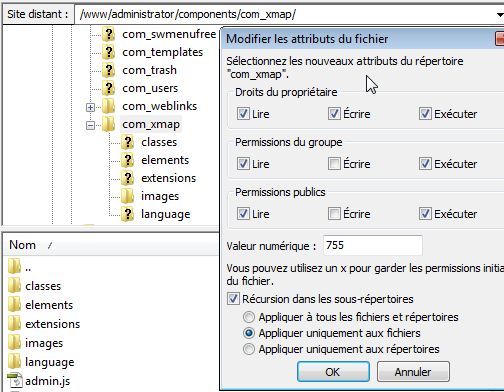 Site distant : /www/administrator/components/com_xmap/
com_swmenufree
com_templates
com_trash
com_users
com_weblinks
com_xmap
classes
elements
extensions
images
language
Nom /
..
classes
elements
extensions
images
language
admin.js
Modifier les attributs du fichier
Sélectionnez les nouveaux attributs du répertoire
"com_xmap".
Droits du propriétaire
Lire Écrire Exécuter
Permissions du groupe
Lire Écrire Exécuter
Permissions publics
Lire Écrire Exécuter
Valeur numérique : 755
Vous pouvez utilisez un x pour garder les permissions initia
du fichier.
Récursion dans les sous-répertoires
Appliquer à tous les fichiers et répertoires
Appliquer uniquement aux fichiers
Appliquer uniquement aux répertoires
OK Annuler